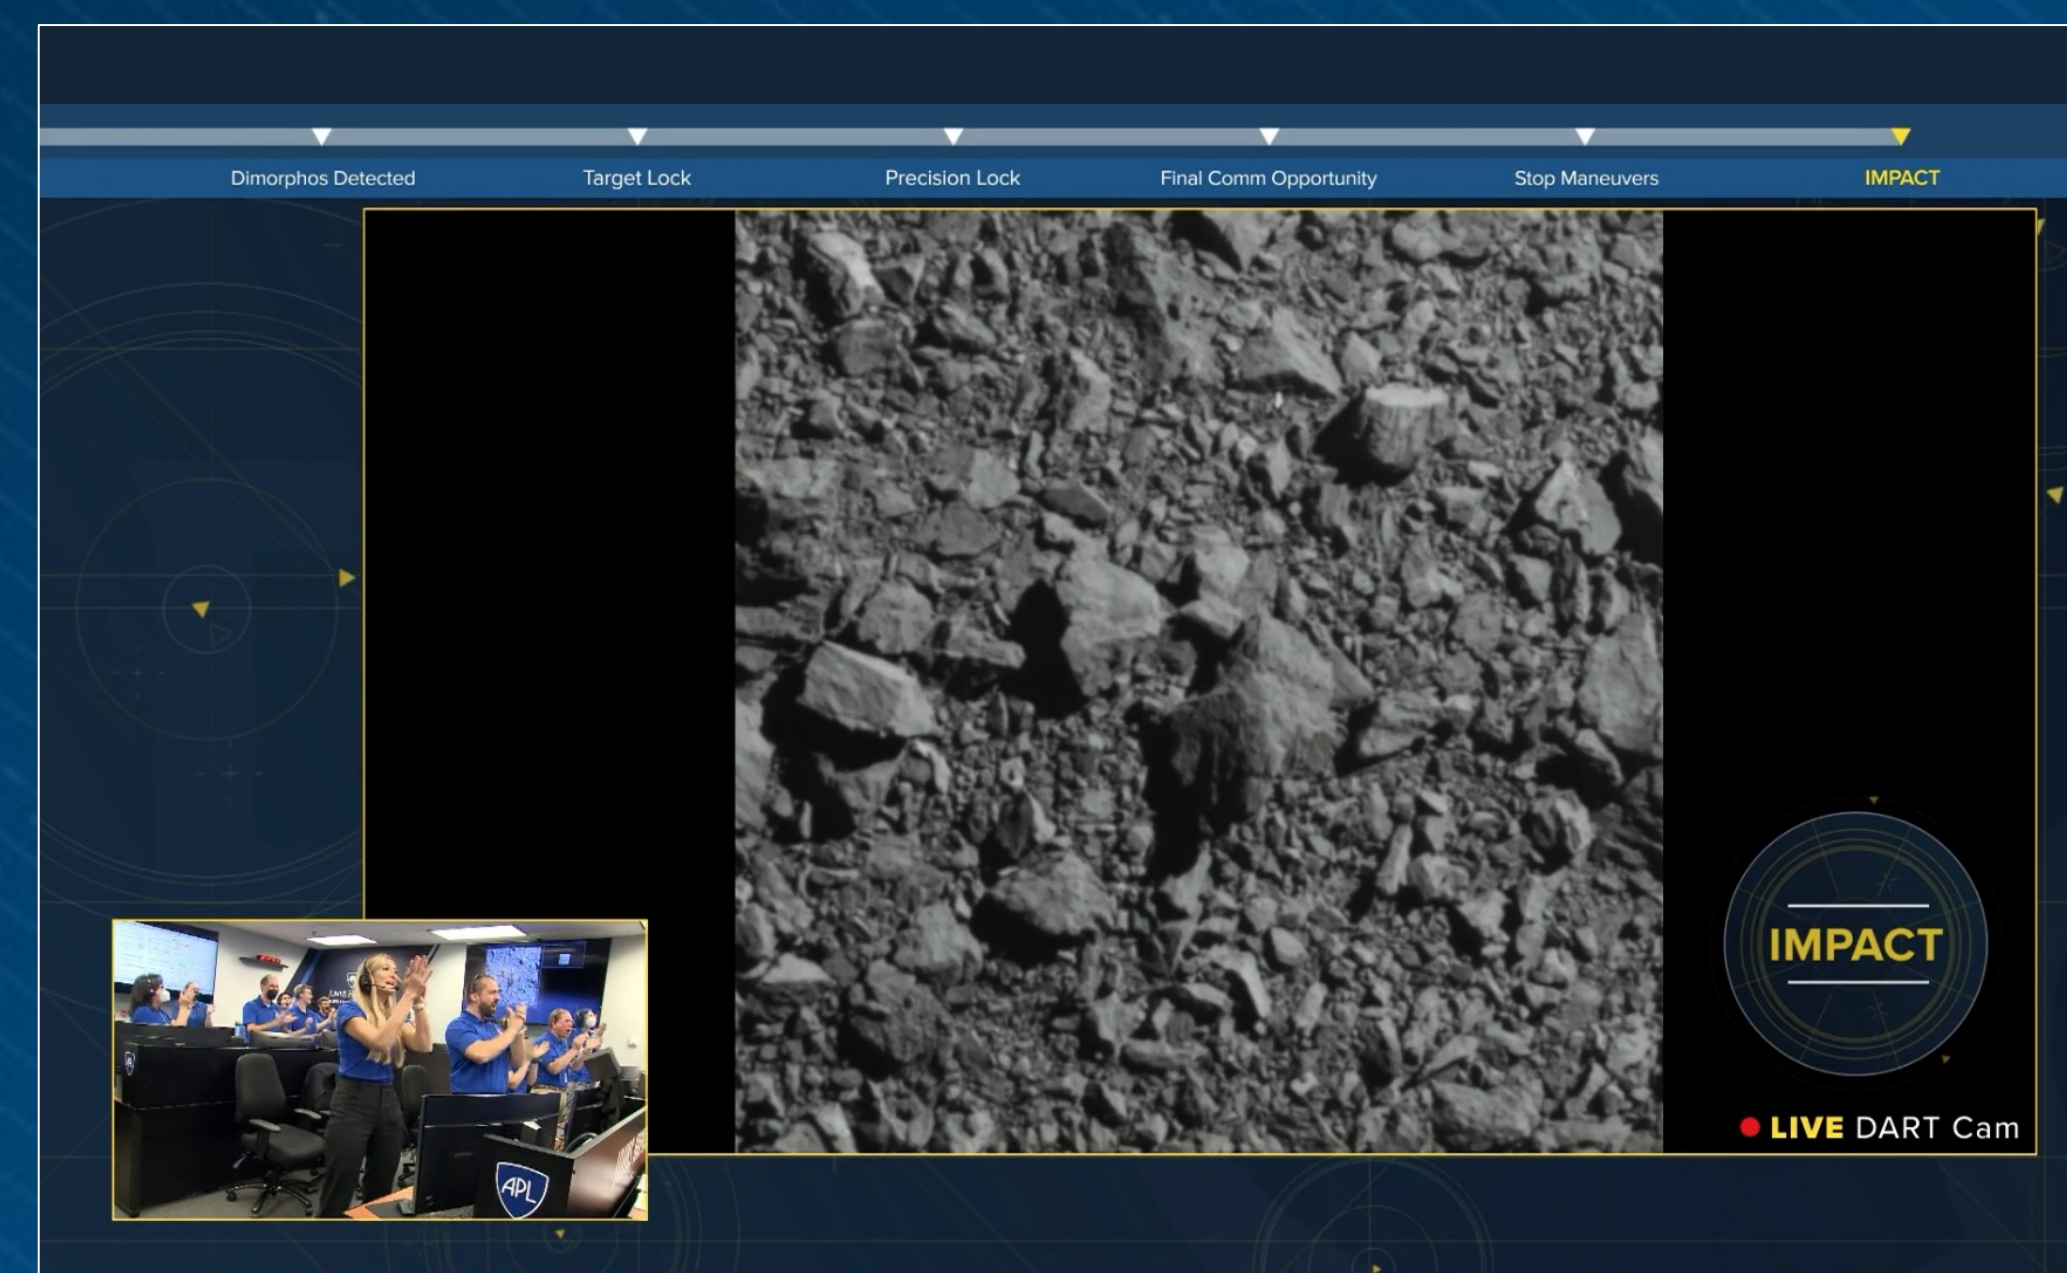 Dimorphos Detected
Target Lock
Precision Lock
Final Comm Opportunity
Stop Maneuvers
IMPACT
IMPACT
LIVE DART Cam
APL